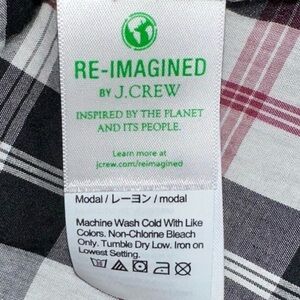 RE-IMAGINED
BY J.CREW
INSPIRED BY THE PLANET
AND ITS PEOPLE.
Learn more at
jcrew.com/reimagined
Modal / レーヨン / modal
Machine Wash Cold With Like
Colors. Non-Chlorine Bleach
Only. Tumble Dry Low. Iron on
Lowest Setting.